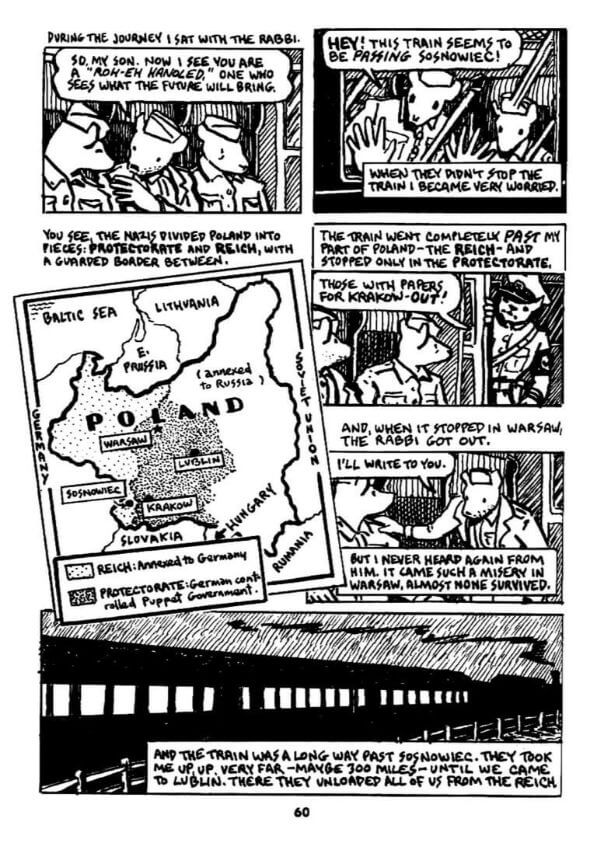 DURING THE JOURNEY I SAT WITH THE RABBI.
SO, MY SON. NOW I SEE YOU ARE
A "ROH-EH HANOLED," ONE WHO
SEES WHAT THE FUTURE WILL BRING.
HEY! THIS TRAIN SEEMS TO
BE PASSING SOSNOWIEC!
WHEN THEY DIDN'T STOP THE
TRAIN I BECAME VERY WORRIED.
YOU SEE, THE NAZIS DIVIDED POLAND INTO
PIECES: PROTECTORATE AND REICH, WITH
A GUARDED BORDER BETWEEN.
BALTIC SEA
LITHUANIA
E.
PRUSSIA
(annexed
to Russia)
SOVIET UNION
GERMANY
POLAND
WARSAW
LUBLIN
SOSNOWIEC
KRAKOW
SLOVAKIA
HUNGARY
RUMANIA
REICH: Annexed to Germany
PROTECTORATE: German cont-
rolled Puppet Government.
THE TRAIN WENT COMPLETELY PAST MY
PART OF POLAND-THE REICH-AND
STOPPED ONLY IN THE PROTECTORATE.
THOSE WITH PAPERS
FOR KRAKOW-OUT!
AND, WHEN IT STOPPED IN WARSAW,
THE RABBI GOT OUT.
I'LL WRITE TO YOU.
BUT I NEVER HEARD AGAIN FROM
HIM. IT CAME SUCH A MISERY IN
WARSAW, ALMOST NONE SURVIVED.
AND THE TRAIN WAS A LONG WAY PAST SOSNOWIEC. THEY TOOK
ME UP, UP, VERY FAR-MAYBE 300 MILES-UNTIL WE CAME
TO LUBLIN. THERE THEY UNLOADED ALL OF US FROM THE REICH.
60